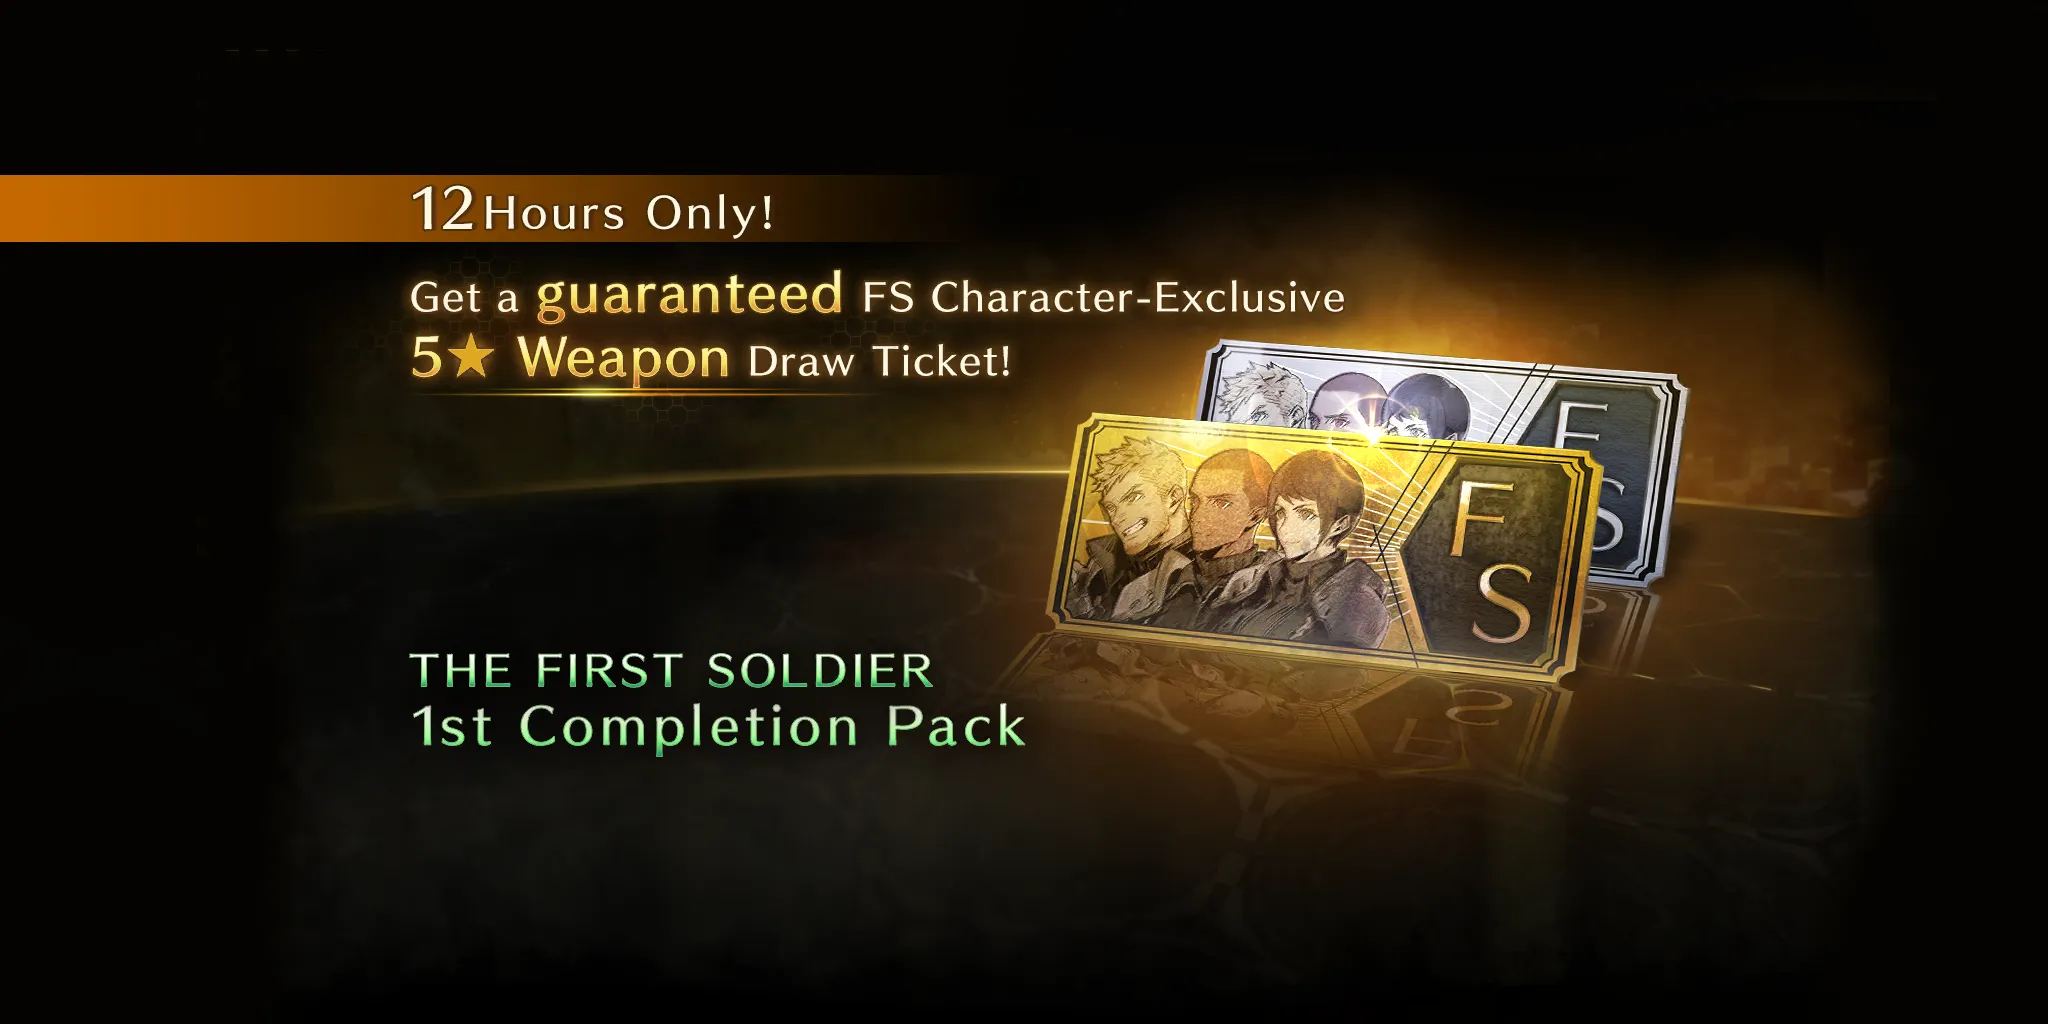 12 Hours Only!
Get a guaranteed FS Character-Exclusive
5★ Weapon Draw Ticket!
F
S
F
S
THE FIRST SOLDIER
1st Completion Pack